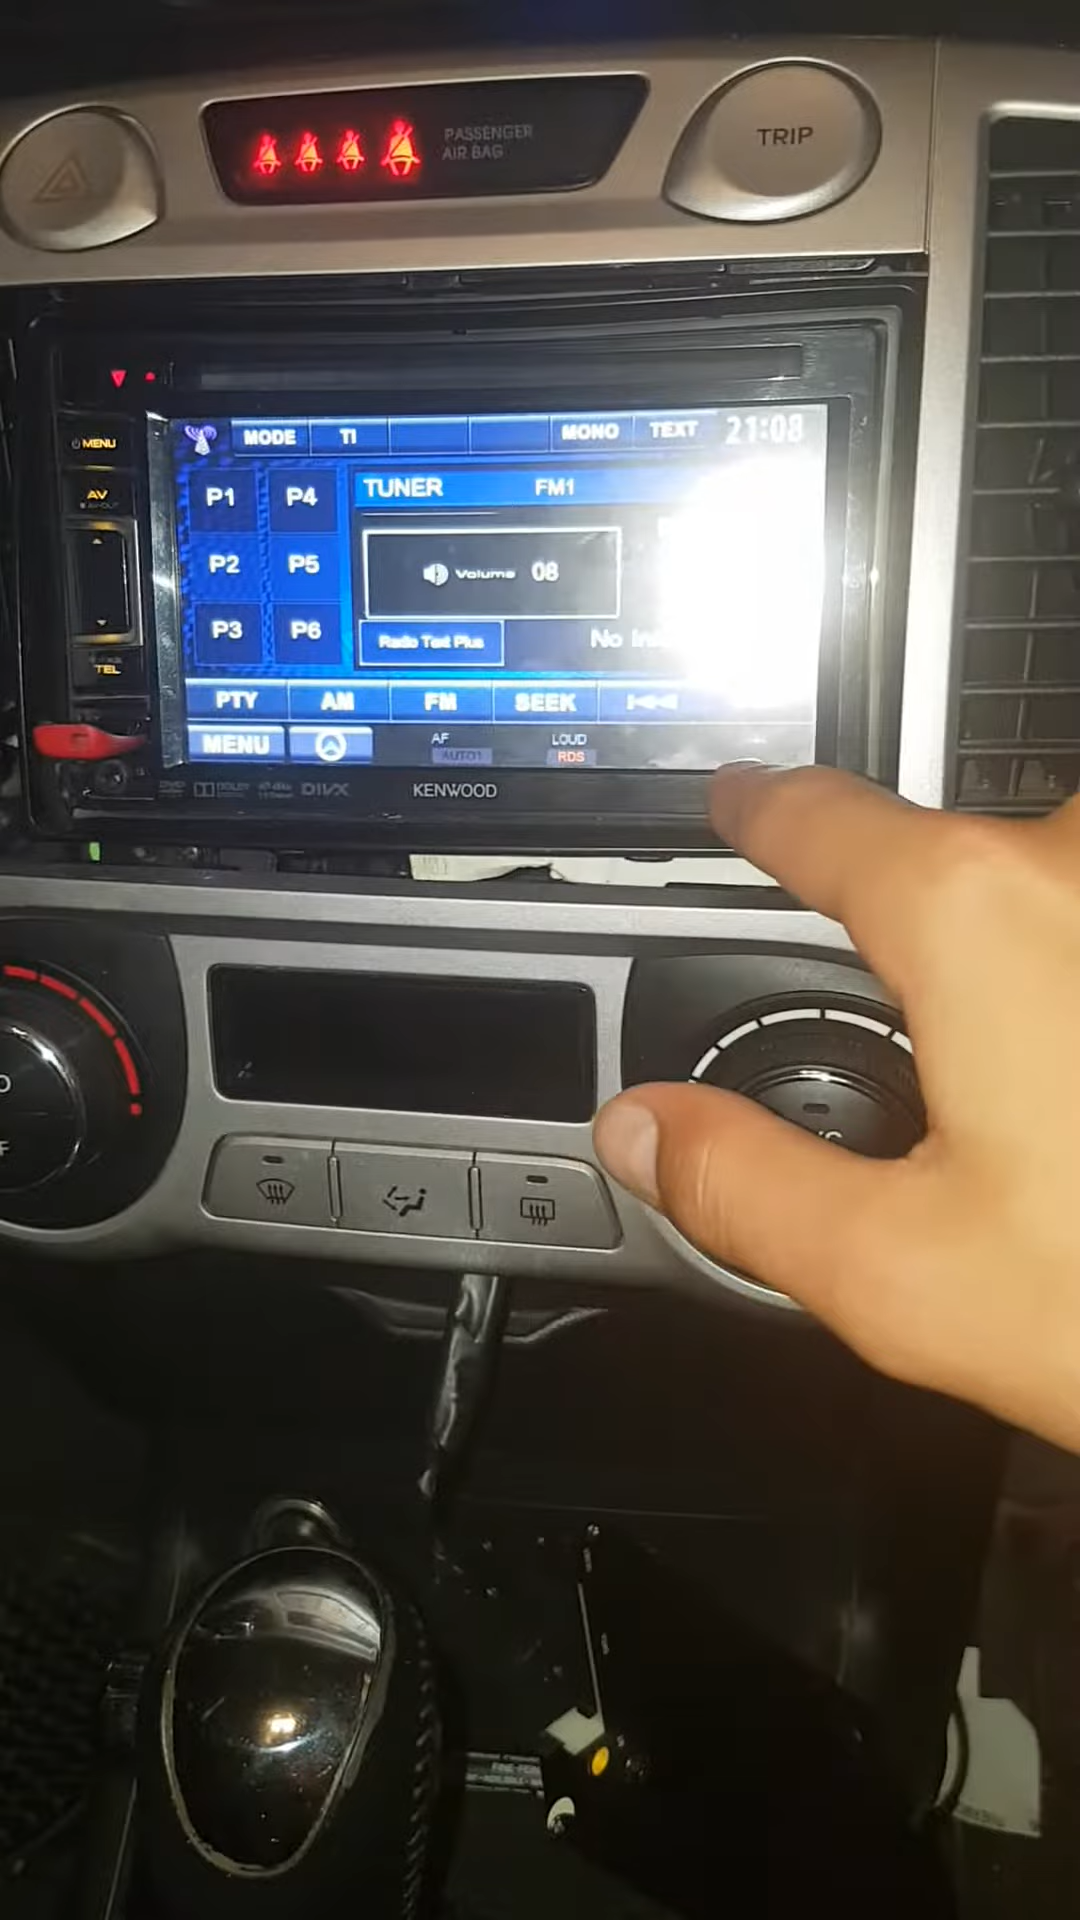 PASSENGER
AIR BAG
TRIP
MENU
MODE TI MONO TEXT 21:08
AV
P1 P4 TUNER FM1
P2 P5 Volume 08
P3 P6 Radio Text Plus No
TEL
PTY AM FM SEEK
MENU AF LOUD
AUTO1 RDS
DOLBY DIVX KENWOOD